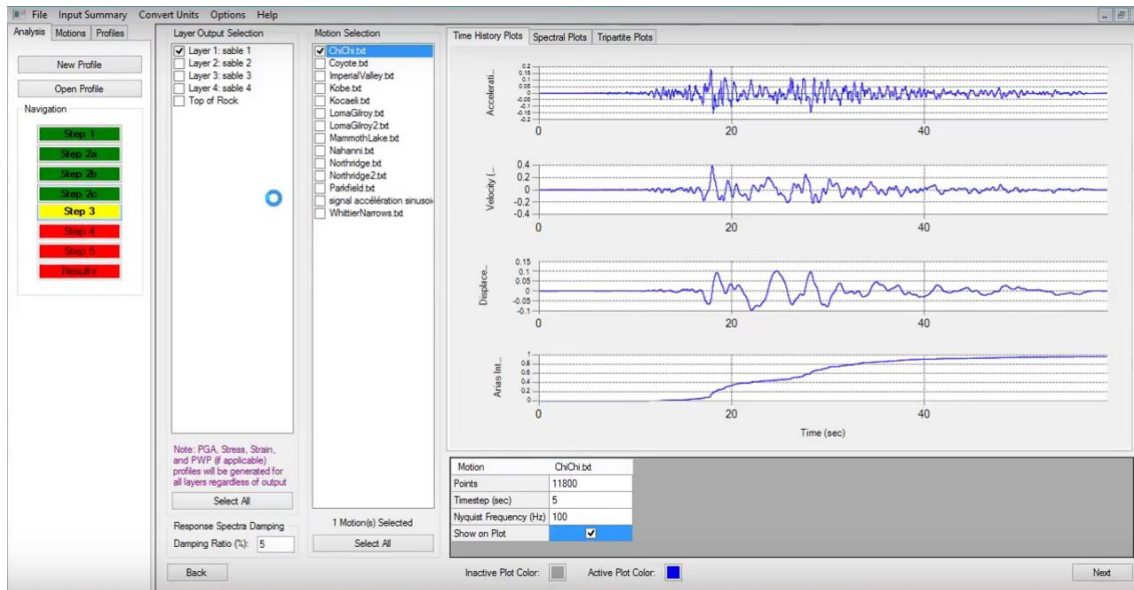 File Input Summary Convert Units Options Help
Analysis Motions Profiles
New Profile
Open Profile
Navigation
Step 1
Step 2a
Step 2b
Step 2c
Step 3
Step 4
Step 5
Results
Layer Output Selection
Layer 1: sable 1
Layer 2: sable 2
Layer 3: sable 3
Layer 4: sable 4
Top of Rock
Note: PGA, Stress, Strain,
and PWP (if applicable)
profiles will be generated for
all layers regardless of output
Select All
Response Spectra Damping
Damping Ratio (%): 5
Back
Motion Selection
ChiChi.txt
Coyote.txt
ImperialValley.txt
Kobe.txt
Kocaeli.txt
LomaGilroy.txt
LomaGilroy2.txt
MammothLake.txt
Nahanni.txt
Northridge.txt
Northridge2.txt
Parkfield.txt
signal accélération sinusoi
WhittierNarrows.txt
1 Motion(s) Selected
Select All
Time History Plots Spectral Plots Tripartite Plots
Accelerati...
0.2
0.15
0.1
0.05
0
-0.05
-0.1
-0.15
-0.2
0 20 40
Velocity (...
0.4
0.2
0
-0.2
-0.4
0 20 40
Displace...
0.15
0.1
0.05
0
-0.05
-0.1
0 20 40
Arias Int...
1
0.8
0.6
0.4
0.2
0
0 20 40
Time (sec)
Motion ChiChi.txt
Points 11800
Timestep (sec) 5
Nyquist Frequency (Hz) 100
Show on Plot
Inactive Plot Color: Active Plot Color:
Next